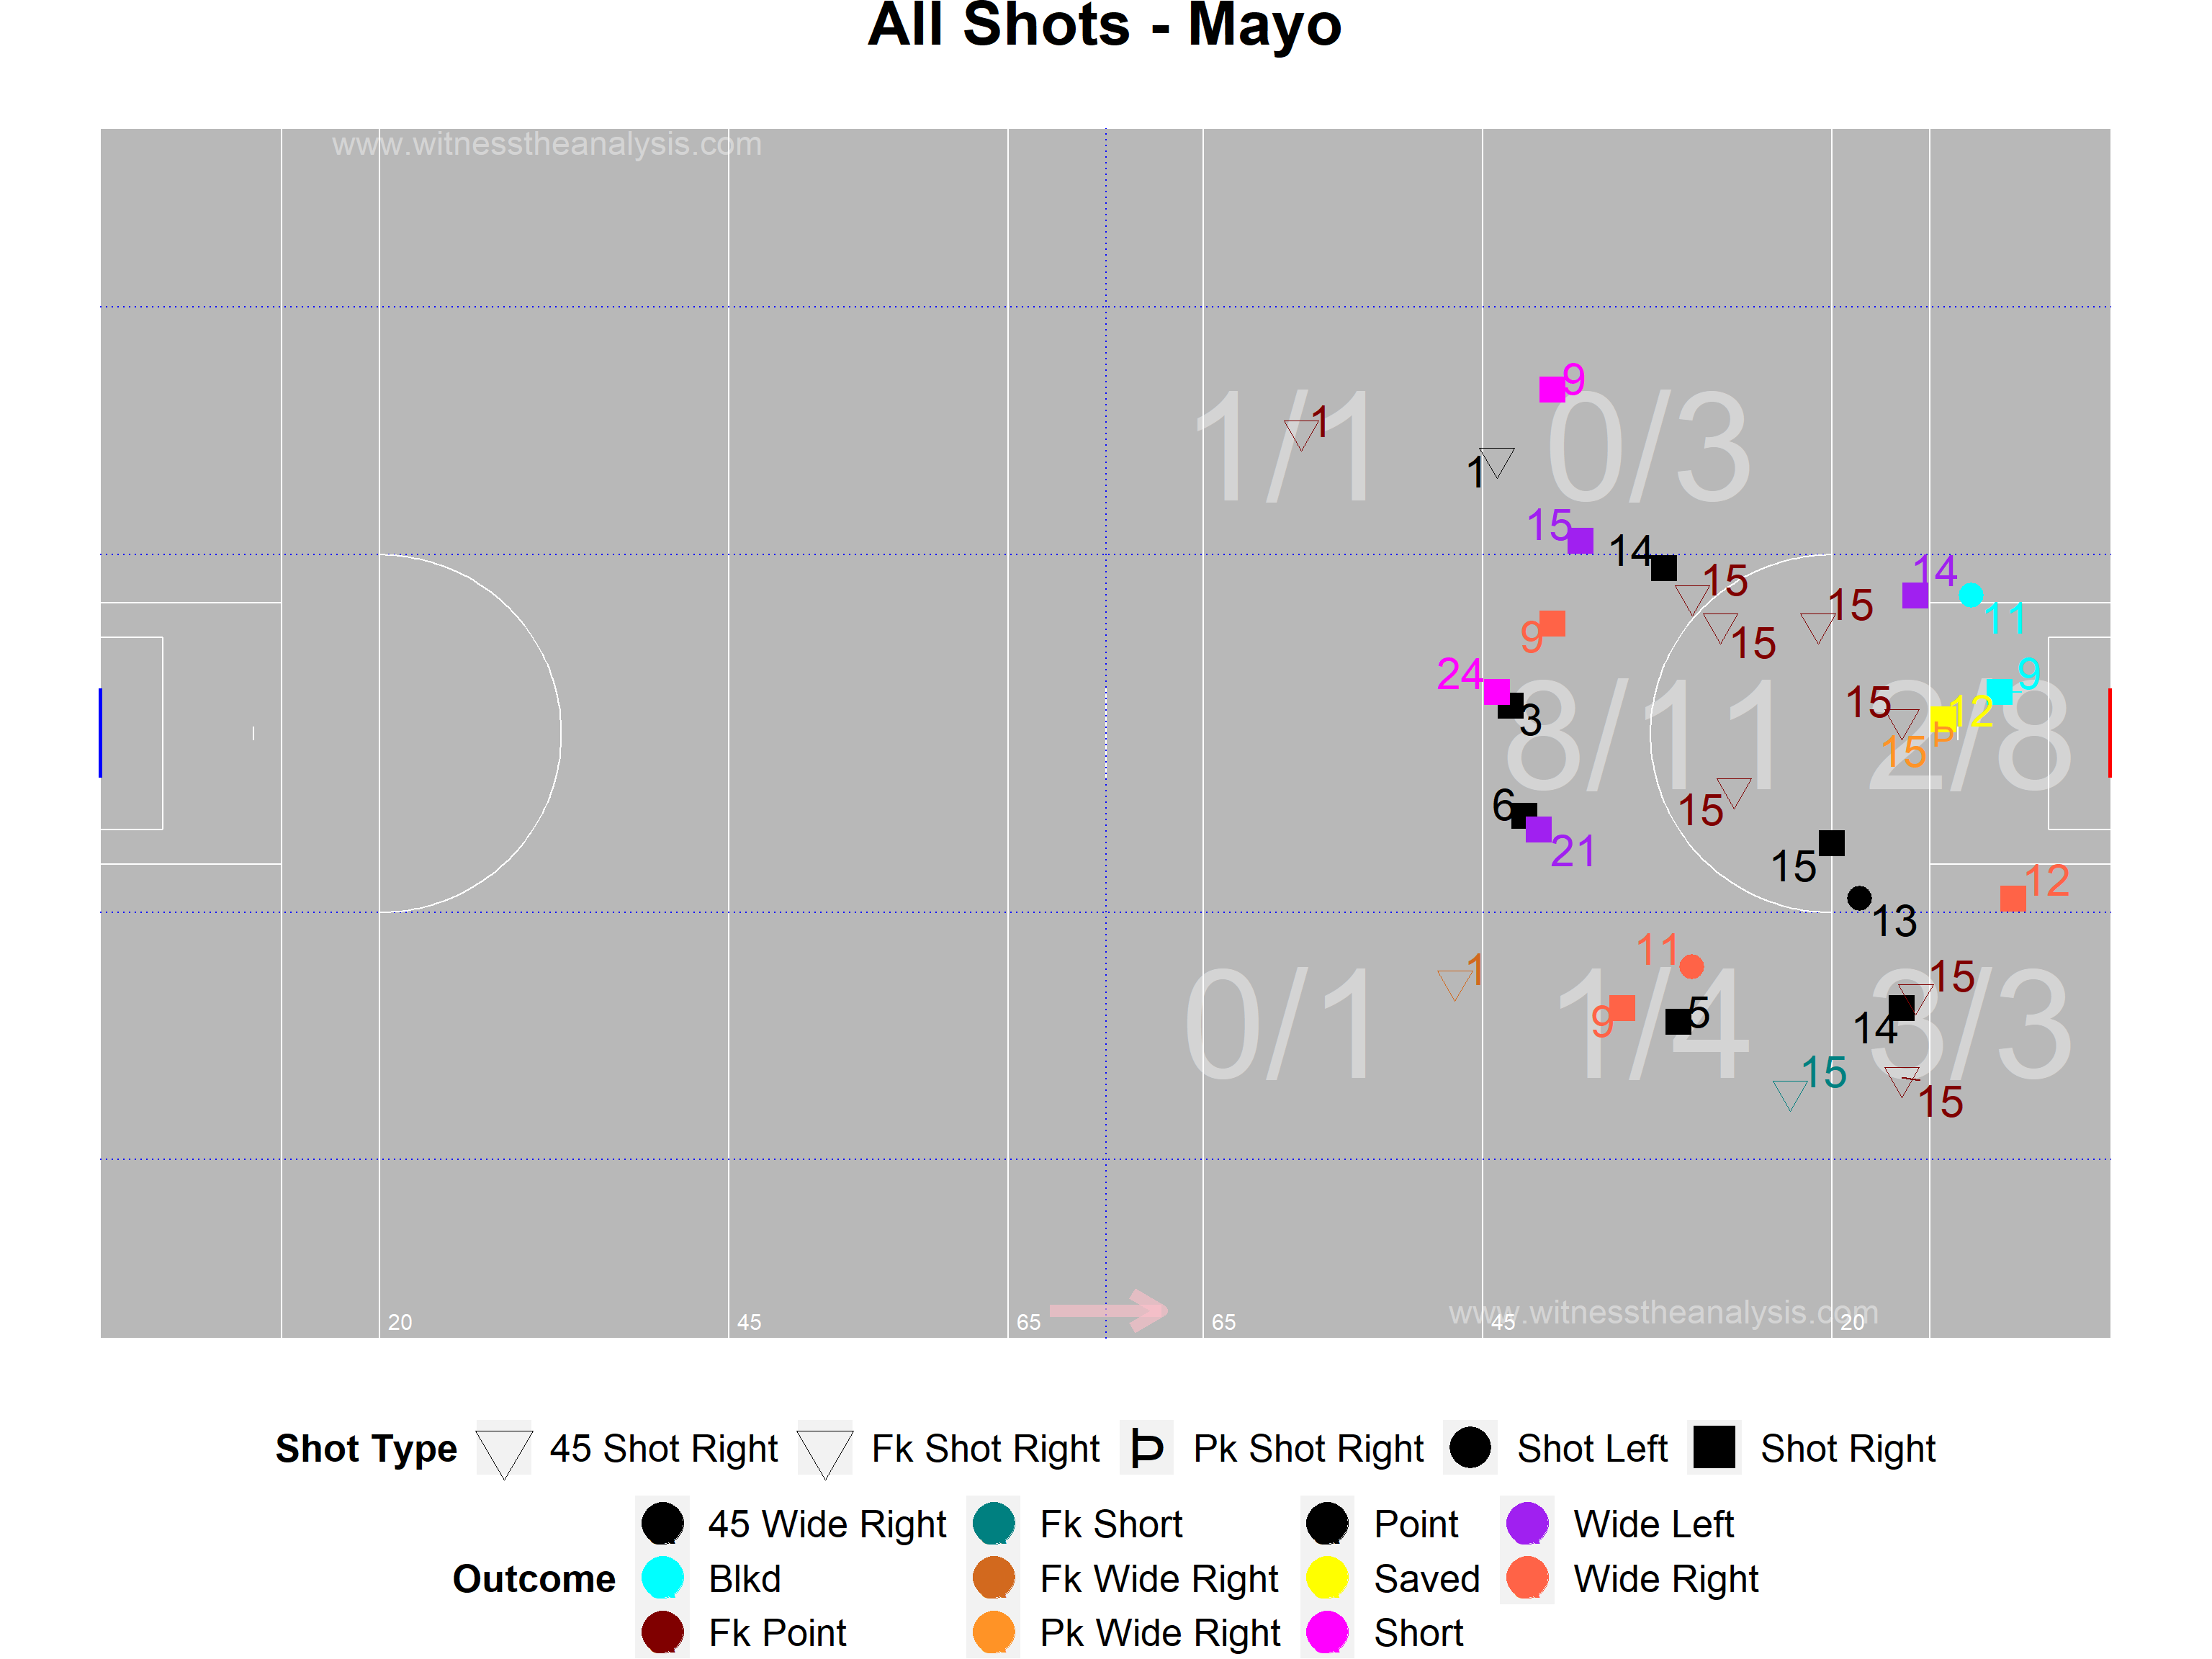 All Shots - Mayo
www.witnesstheanalysis.com
9
1/1
0/3
1
1
15
14
15
14
15
15
11
9
24
9
3
15
12
8/11
2/8
15
6
15
21
15
12
13
11
1
15
0/1
9
5
1/4
14
3/3
15
15
www.witnesstheanalysis.com
20
45
65
65
45
20
Shot Type
45 Shot Right
Fk Shot Right
Pk Shot Right
Shot Left
Shot Right
Outcome
45 Wide Right
Fk Short
Point
Wide Left
Blkd
Fk Wide Right
Saved
Wide Right
Fk Point
Pk Wide Right
Short